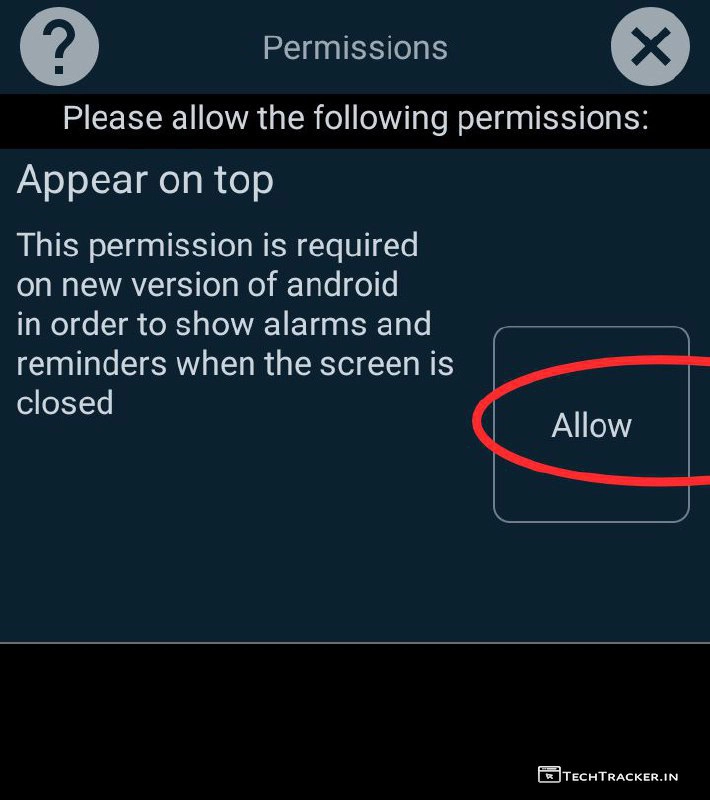 ?
Permissions
Please allow the following permissions:
Appear on top
This permission is required
on new version of android
in order to show alarms and
reminders when the screen is
closed
Allow
TECHTRACKER.IN